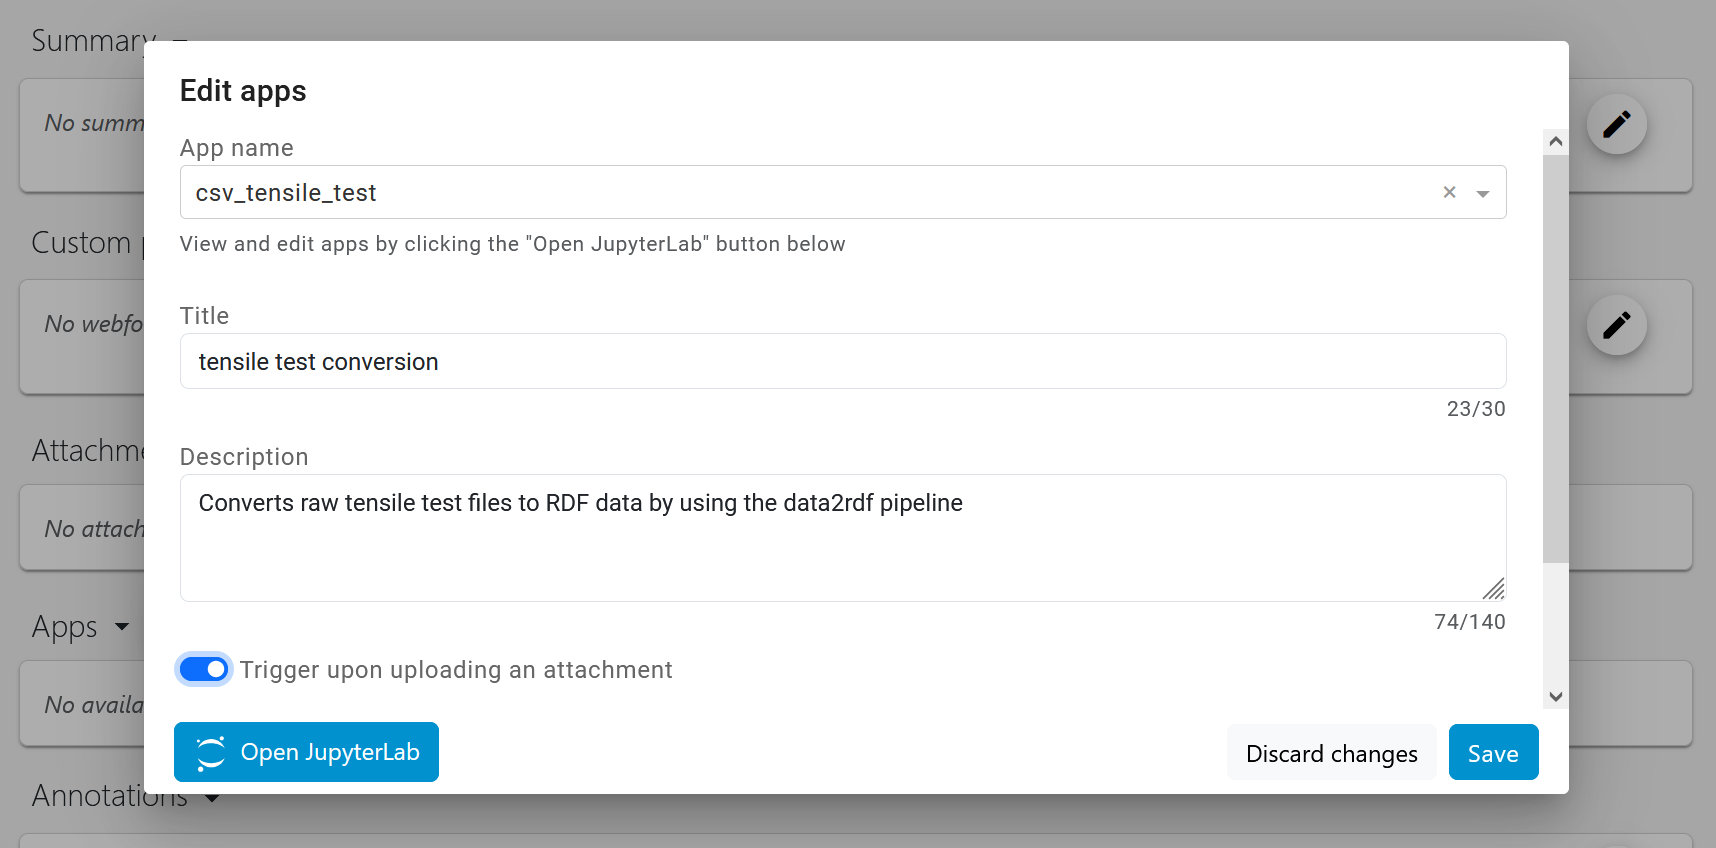 Summary
Edit apps
No summ
App name
csv_tensile_test
View and edit apps by clicking the "Open JupyterLab" button below
Custom
No webfo
Title
tensile test conversion
23/30
Attachme
No attach
Description
Converts raw tensile test files to RDF data by using the data2rdf pipeline
74/140
Apps
No availa
Trigger upon uploading an attachment
Open JupyterLab
Discard changes
Save
Annotations